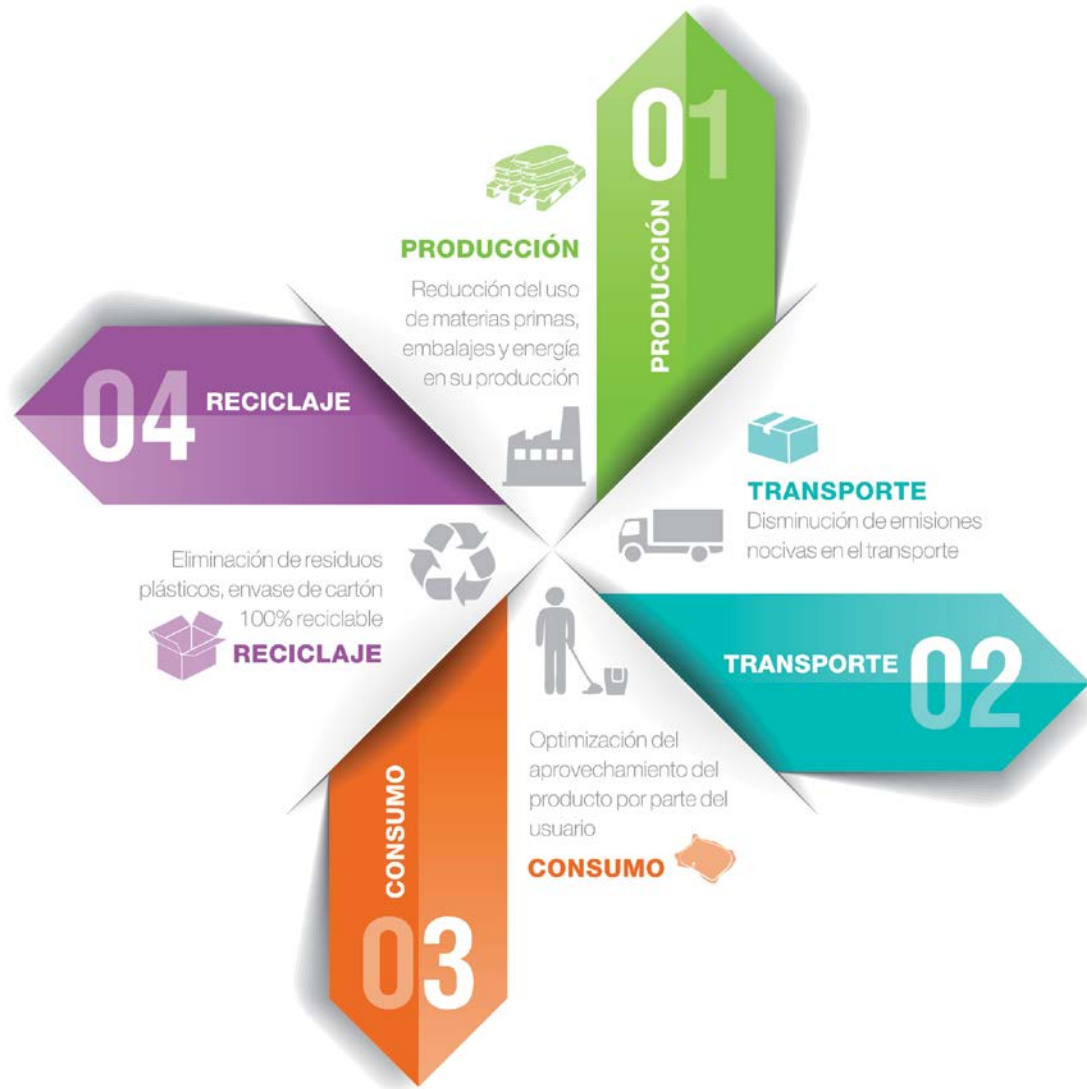 01
PRODUCCIÓN
PRODUCCIÓN
Reducción del uso
de materias primas,
embalajes y energía
en su producción
TRANSPORTE
Disminución de emisiones
nocivas en el transporte
TRANSPORTE
02
Optimización del
aprovechamiento del
producto por parte del
usuario
CONSUMO
CONSUMO
03
04
RECICLAJE
Eliminación de residuos
plásticos, envase de cartón
100% reciclable
RECICLAJE